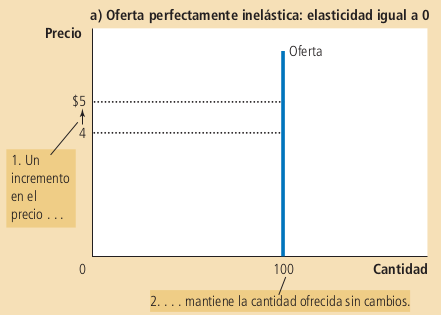 a) Oferta perfectamente inelástica: elasticidad igual a 0
Precio
Oferta
$5
4
1. Un
incremento
en el
precio . . .
0
100
Cantidad
2. . . . mantiene la cantidad ofrecida sin cambios.